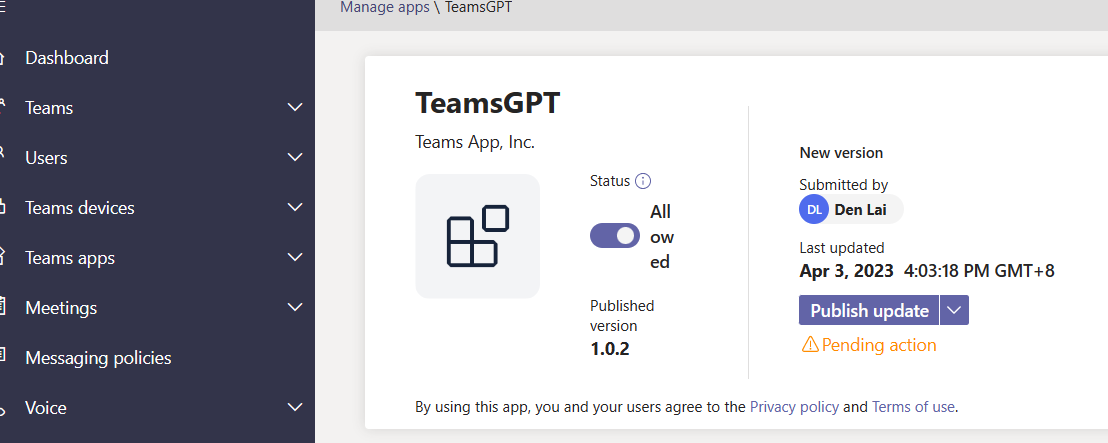 Manage apps \ TeamsGPT
Dashboard
Teams
Users
Teams devices
Teams apps
Meetings
Messaging policies
Voice
TeamsGPT
Teams App, Inc.
Status
All
ow
ed
Published
version
1.0.2
New version
Submitted by
DL Den Lai
Last updated
Apr 3, 2023 4:03:18 PM GMT+8
Publish update
Pending action
By using this app, you and your users agree to the Privacy policy and Terms of use.